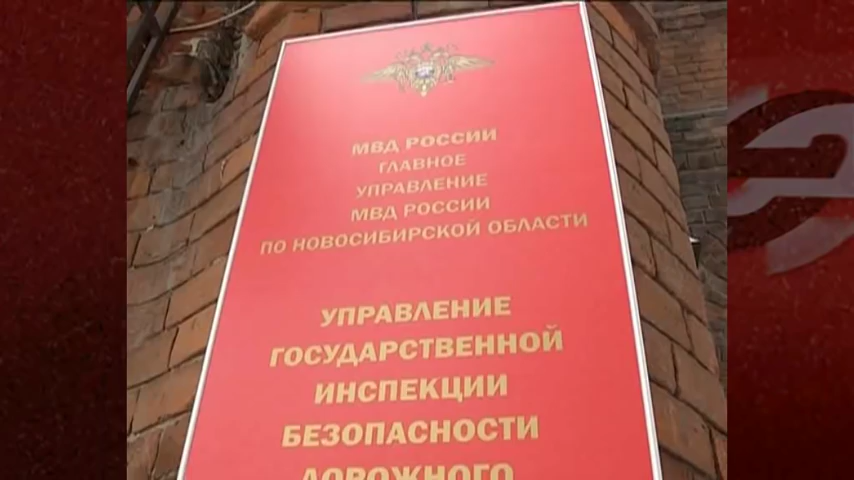 МВД РОССИИ
ГЛАВНОЕ
УПРАВЛЕНИЕ
МВД РОССИИ
ПО НОВОСИБИРСКОЙ ОБЛАСТИ
УПРАВЛЕНИЕ
ГОСУДАРСТВЕННОЙ
ИНСПЕКЦИИ
БЕЗОПАСНОСТИ
ДОРОЖНОГО